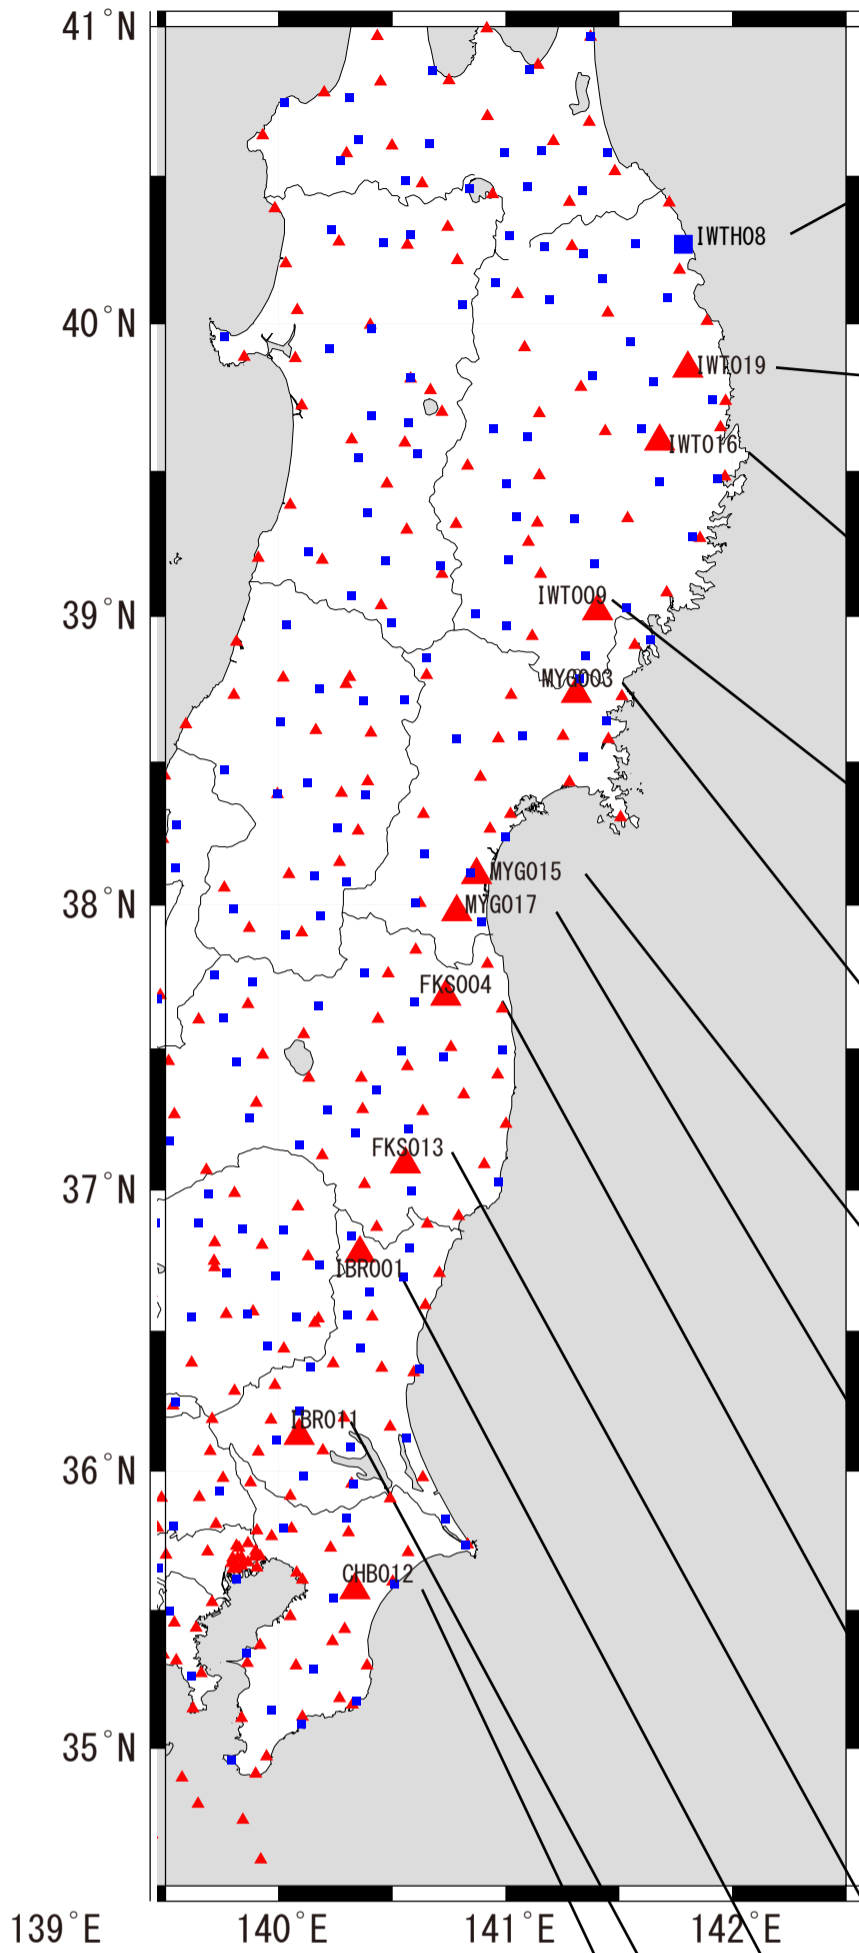 41°N
IWTH08
40°N
IWT019
IWT016
IWT009
39°N
MYG003
MYG015
38°N
MYG017
FKS004
FKS013
37°N
IBR001
IBR011
36°N
CHB012
35°N
139°E 140°E 141°E 142°E